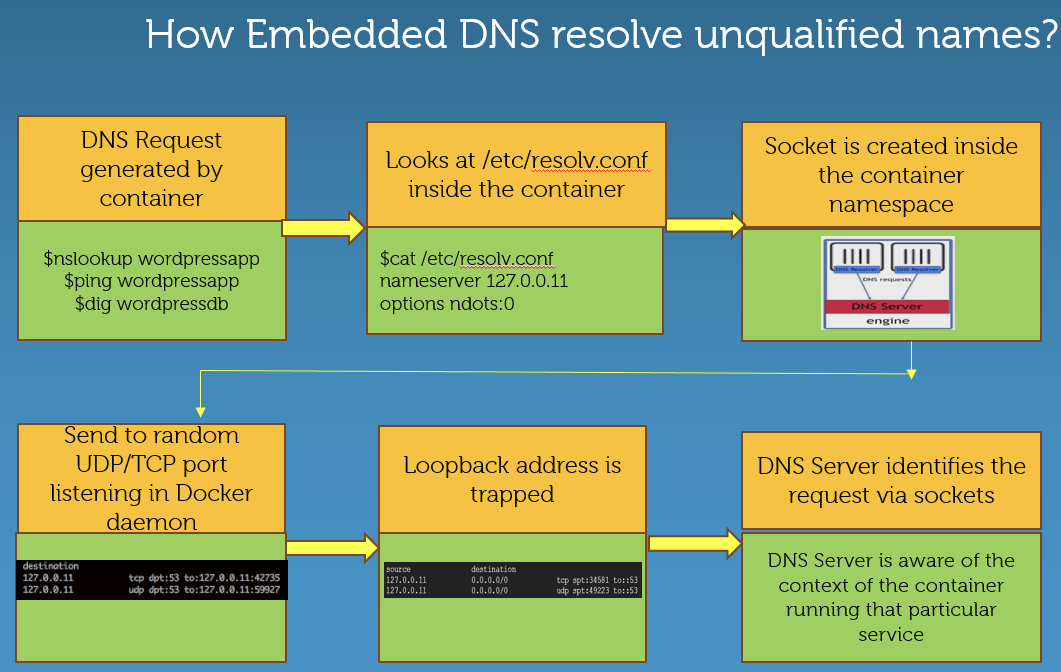 How Embedded DNS resolve unqualified names?
DNS Request
generated by
container
$nslookup wordpressapp
$ping wordpressapp
$dig wordpressdb
Looks at /etc/resolv.conf
inside the container
$cat /etc/resolv.conf
nameserver 127.0.0.11
options ndots:0
Socket is created inside
the container
namespace
DNS Resolver DNS Resolver
DNS requests
DNS Server
engine
Send to random
UDP/TCP port
listening in Docker
daemon
destination
127.0.0.11 tcp dpt:53 to:127.0.0.11:42735
127.0.0.11 udp dpt:53 to:127.0.0.11:59927
Loopback address is
trapped
source destination
127.0.0.11 0.0.0.0/0 tcp spt:34581 to::53
127.0.0.11 0.0.0.0/0 udp spt:49223 to::53
DNS Server identifies the
request via sockets
DNS Server is aware of the
context of the container
running that particular
service